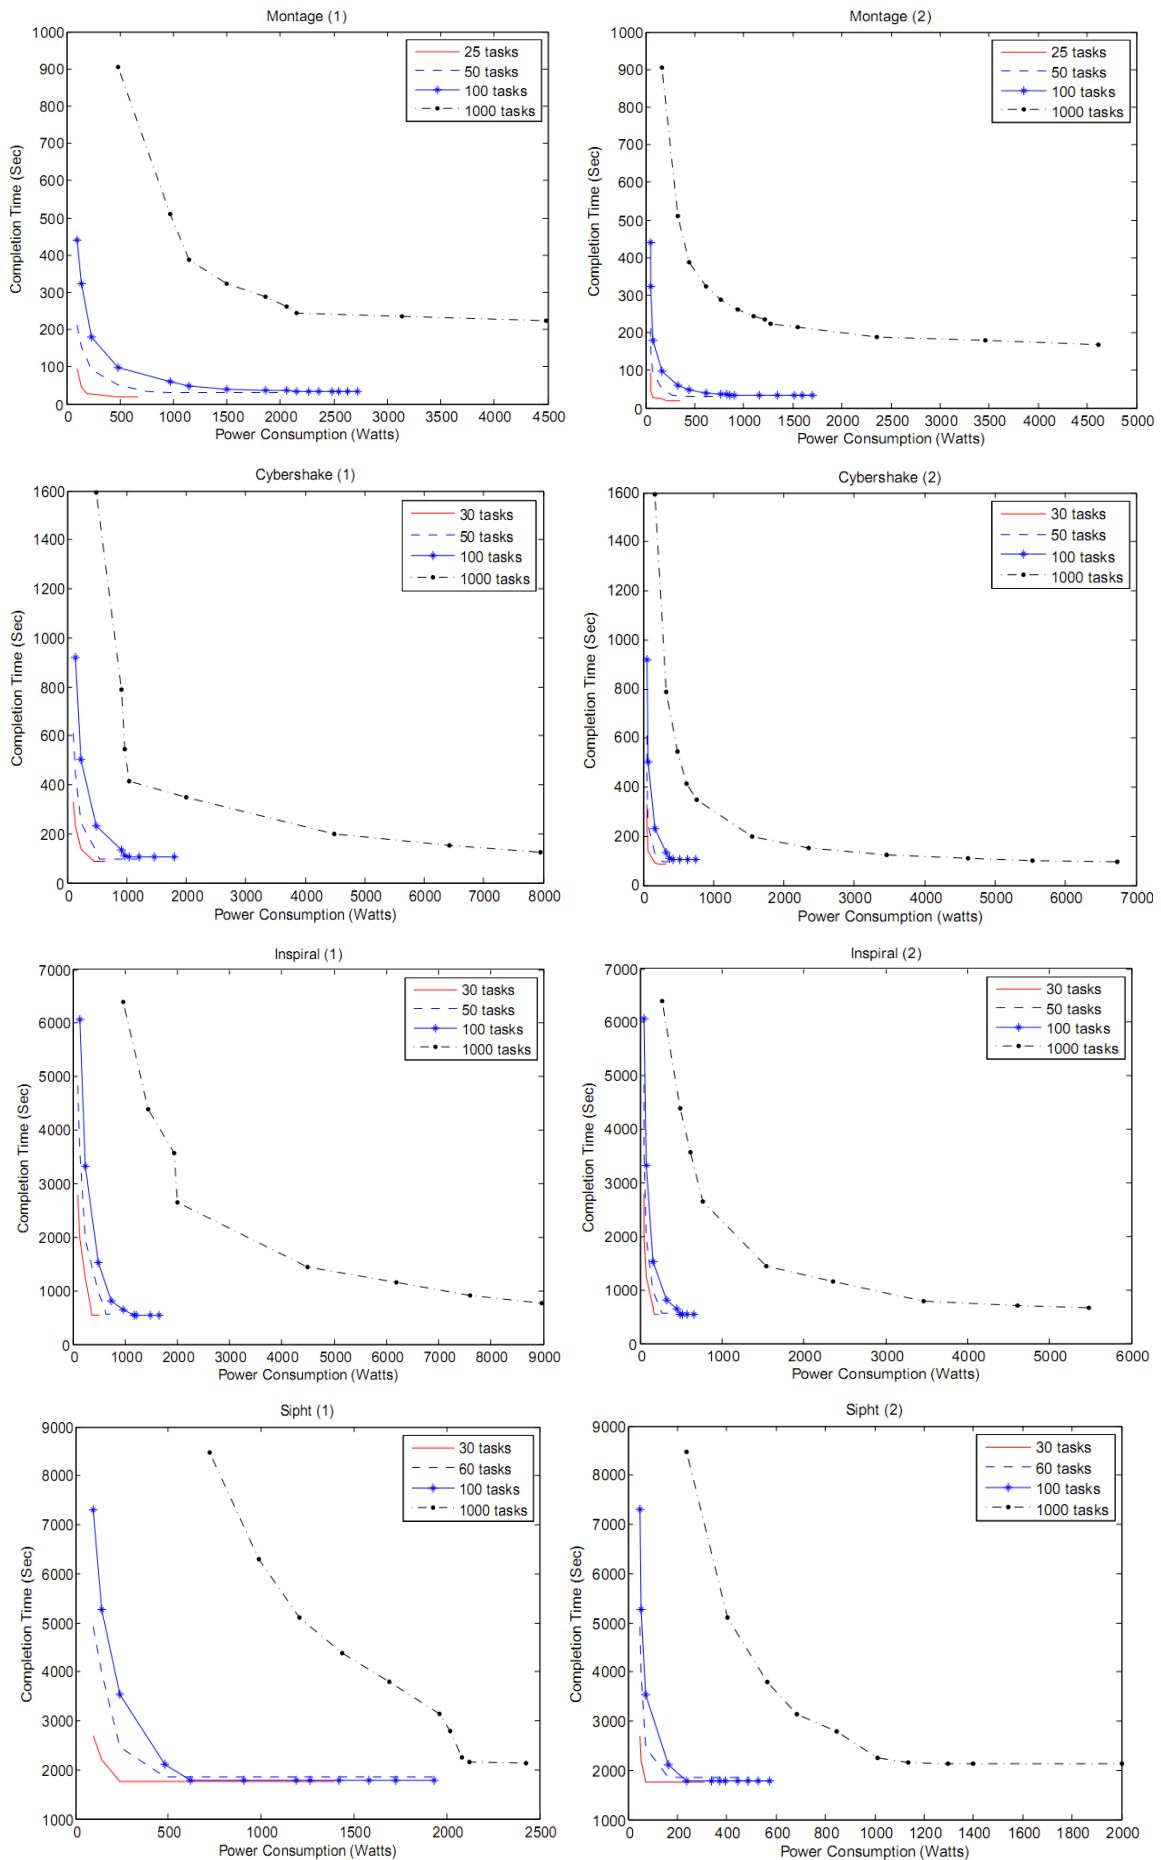 Montage (1)
1000
900
800
700
600
500
400
300
200
100
0
Completion Time (Sec)
25 tasks
50 tasks
100 tasks
1000 tasks
0 500 1000 1500 2000 2500 3000 3500 4000 4500
Power Consumption (Watts)
Montage (2)
1000
900
800
700
600
500
400
300
200
100
0
Completion Time (Sec)
25 tasks
50 tasks
100 tasks
1000 tasks
0 500 1000 1500 2000 2500 3000 3500 4000 4500 5000
Power Consumption (Watts)
Cybershake (1)
1600
1400
1200
1000
800
600
400
200
0
Completion Time (Sec)
30 tasks
50 tasks
100 tasks
1000 tasks
0 1000 2000 3000 4000 5000 6000 7000 8000
Power Consumption (Watts)
Cybershake (2)
1600
1400
1200
1000
800
600
400
200
0
Completion Time (Sec)
30 tasks
50 tasks
100 tasks
1000 tasks
0 1000 2000 3000 4000 5000 6000 7000
Power Consumption (watts)
Inspiral (1)
7000
6000
5000
4000
3000
2000
1000
0
Completion Time (Sec)
30 tasks
50 tasks
100 tasks
1000 tasks
0 1000 2000 3000 4000 5000 6000 7000 8000 9000
Power Consumption (Watts)
Inspiral (2)
7000
6000
5000
4000
3000
2000
1000
0
Completion Time (Sec)
30 tasks
50 tasks
100 tasks
1000 tasks
0 1000 2000 3000 4000 5000 6000
Power Consumption (Watts)
Sipht (1)
9000
8000
7000
6000
5000
4000
3000
2000
1000
Completion Time (Sec)
30 tasks
60 tasks
100 tasks
1000 tasks
0 500 1000 1500 2000 2500
Power Consumption (Watts)
Sipht (2)
9000
8000
7000
6000
5000
4000
3000
2000
1000
Completion Time (Sec)
30 tasks
60 tasks
100 tasks
1000 tasks
0 200 400 600 800 1000 1200 1400 1600 1800 2000
Power Consumption (Watts)